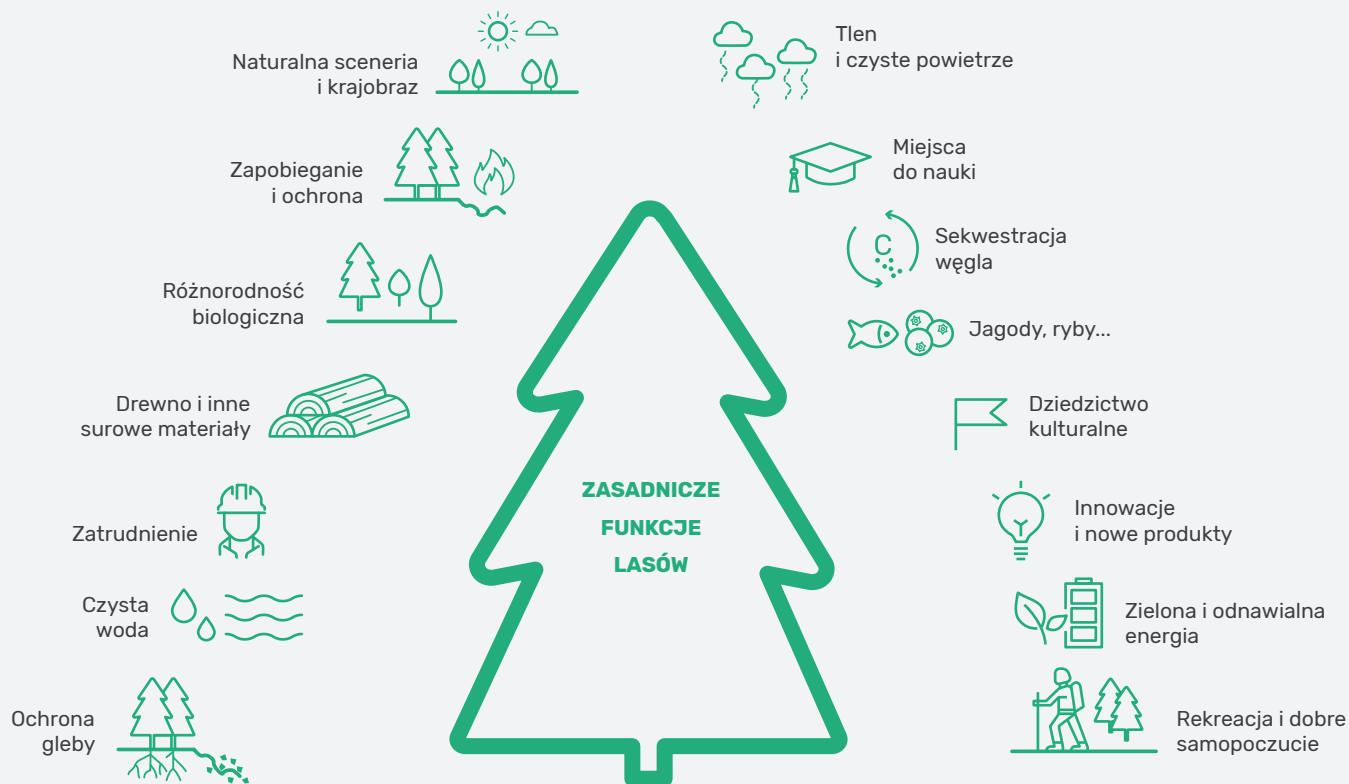 Naturalna sceneria
i krajobraz
Zapobieganie
i ochrona
Różnorodność
biologiczna
Drewno i inne
surowe materiały
Zatrudnienie
Czysta
woda
Ochrona
gleby
ZASADNICZE
FUNKCJE
LASÓW
Tlen
i czyste powietrze
Miejsca
do nauki
C
Sekwestracja
węgla
Jagody, ryby...
Dziedzictwo
kulturalne
Innowacje
i nowe produkty
Zielona i odnawialna
energia
Rekreacja i dobre
samopoczucie